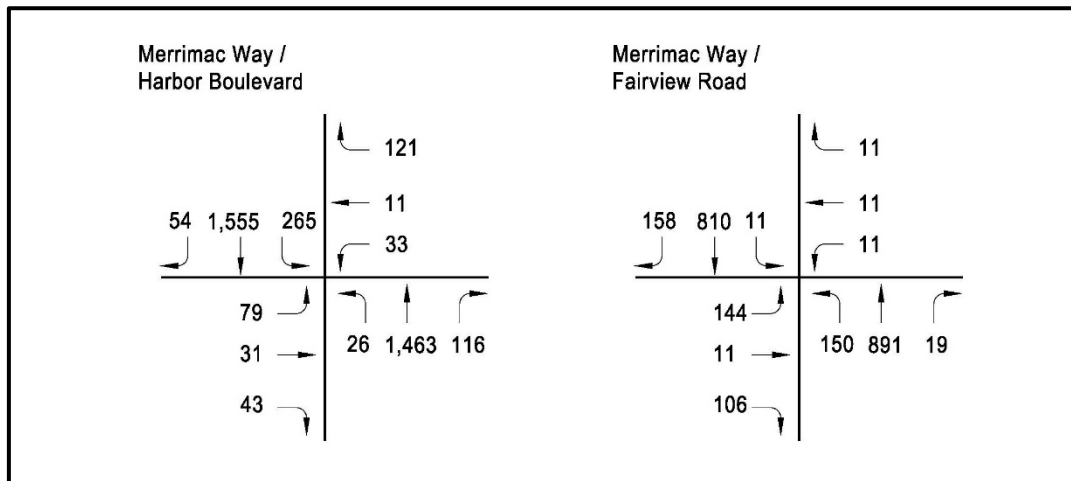 Merrimac Way /
Harbor Boulevard
121
11
54 1,555 265
33
79
26 1,463 116
31
43
Merrimac Way /
Fairview Road
11
11
158 810 11
11
144
150 891 19
11
106